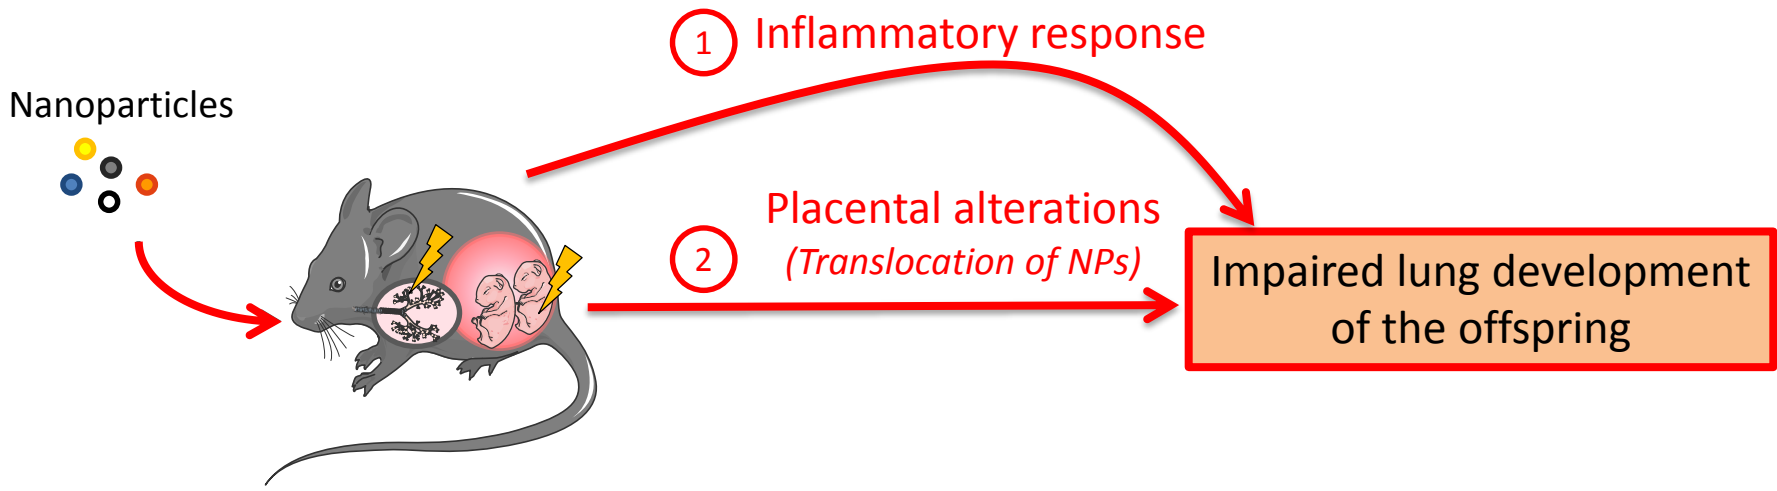 Nanoparticles
1
Inflammatory response
2
Placental alterations
(Translocation of NPs)
Impaired lung development
of the offspring